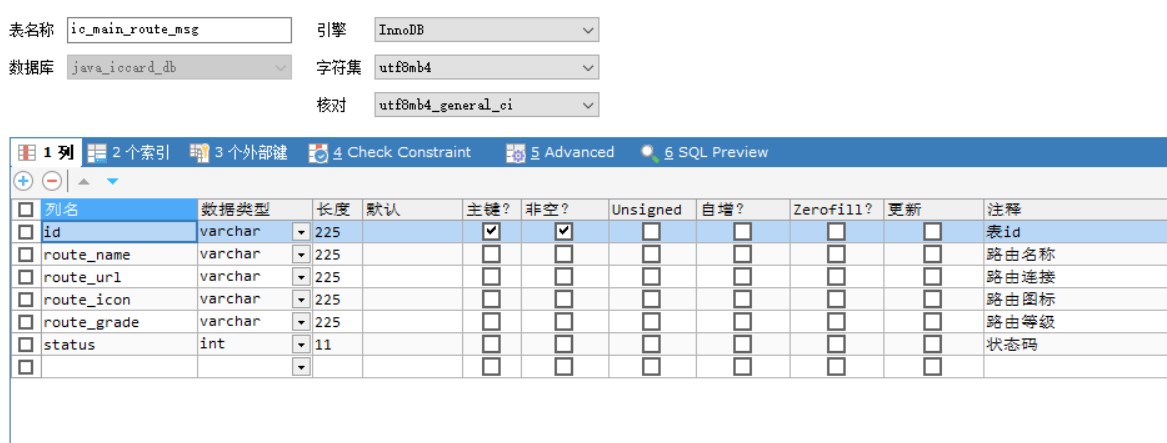 表名称 ic_main_route_msg 引擎 InnoDB
数据库 java_iccard_db 字符集 utf8mb4
核对 utf8mb4_general_ci
1 列 2 个索引 3 个外部键 4 Check Constraint 5 Advanced 6 SQL Preview
列名 数据类型 长度 默认 主键? 非空? Unsigned 自增? Zerofill? 更新 注释
id varchar 225 表id
route_name varchar 225 路由名称
route_url varchar 225 路由连接
route_icon varchar 225 路由图标
route_grade varchar 225 路由等级
status int 11 状态码